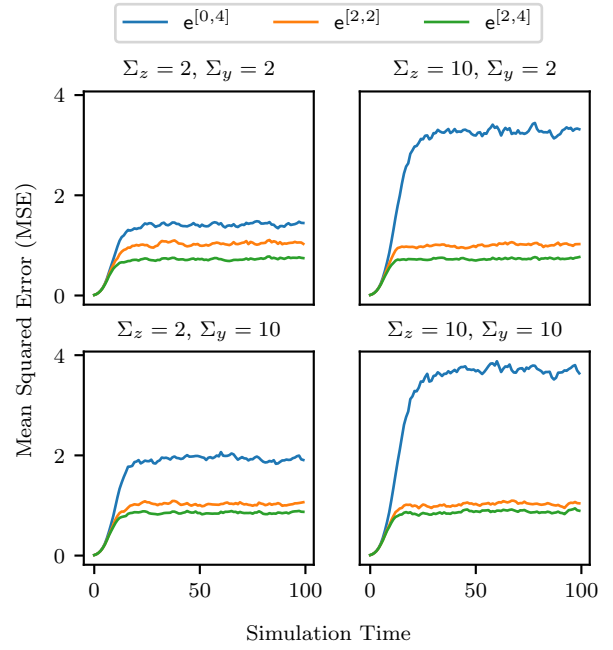 e^[0,4] e^[2,2] e^[2,4]
Σ_z = 2, Σ_y = 2 Σ_z = 10, Σ_y = 2
4
2
0
Mean Squared Error (MSE)
Σ_z = 2, Σ_y = 10 Σ_z = 10, Σ_y = 10
4
2
0
0 50 100 0 50 100
Simulation Time